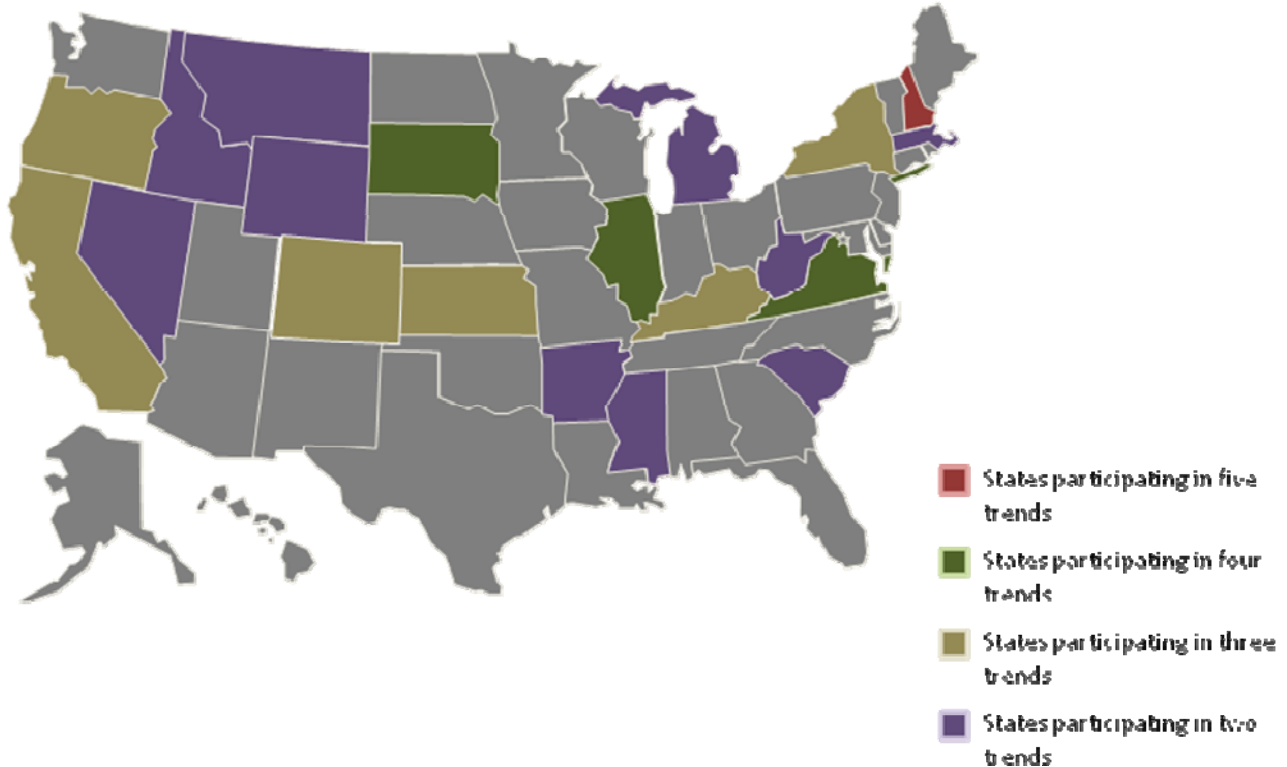 States participating in five
trends
States participating in four
trends
States participating in three
trends
States participating in two
trends